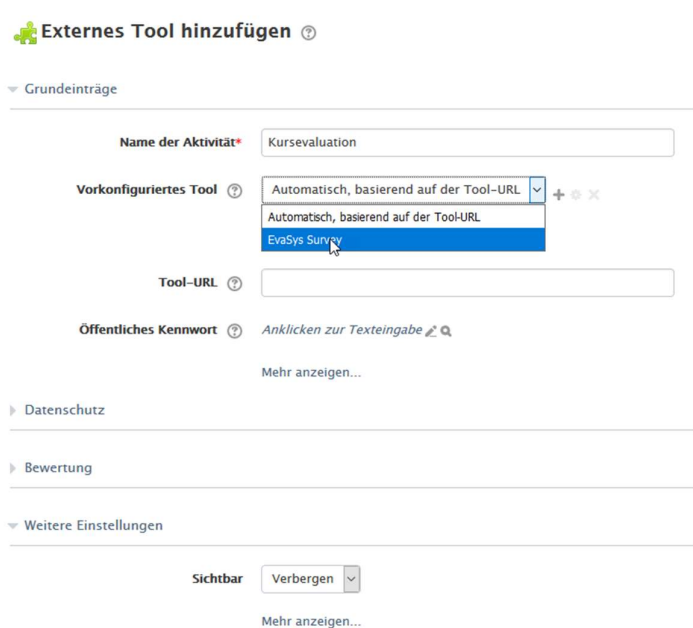 Externes Tool hinzufügen
Grundeinträge
Name der Aktivität* Kursevaluation
Vorkonfiguriertes Tool Automatisch, basierend auf der Tool-URL
Automatisch, basierend auf der Tool-URL
EvaSys Survey
Tool-URL
Öffentliches Kennwort Anklicken zur Texteingabe
Mehr anzeigen...
Datenschutz
Bewertung
Weitere Einstellungen
Sichtbar Verbergen
Mehr anzeigen...